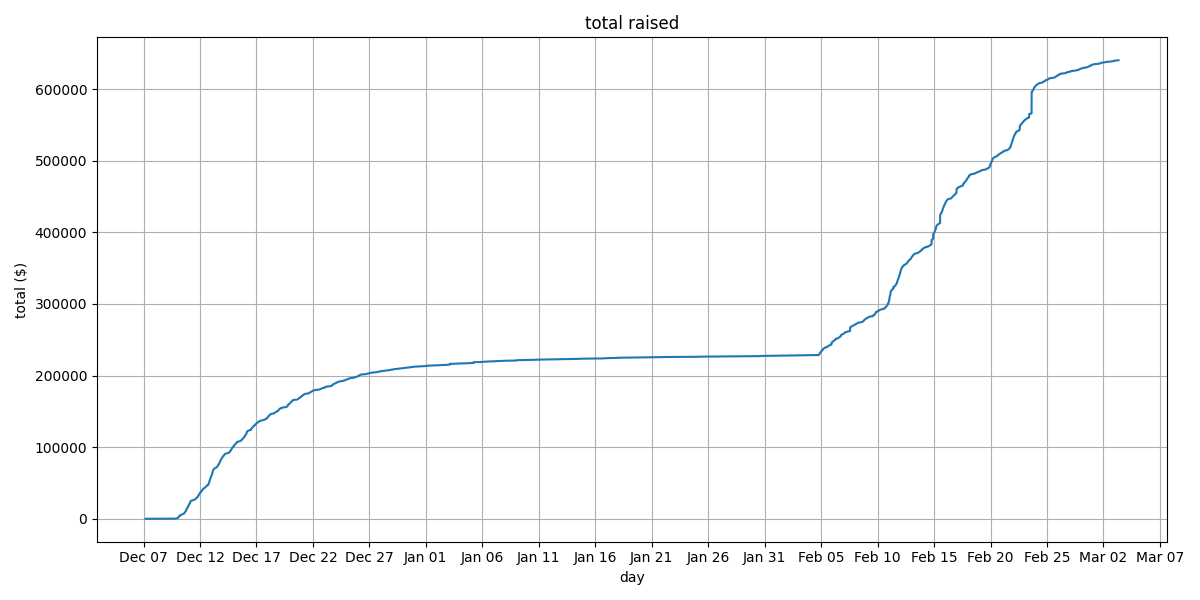 total raised
total ($)
600000
500000
400000
300000
200000
100000
0
Dec 07 Dec 12 Dec 17 Dec 22 Dec 27 Jan 01 Jan 06 Jan 11 Jan 16 Jan 21 Jan 26 Jan 31 Feb 05 Feb 10 Feb 15 Feb 20 Feb 25 Mar 02 Mar 07
day